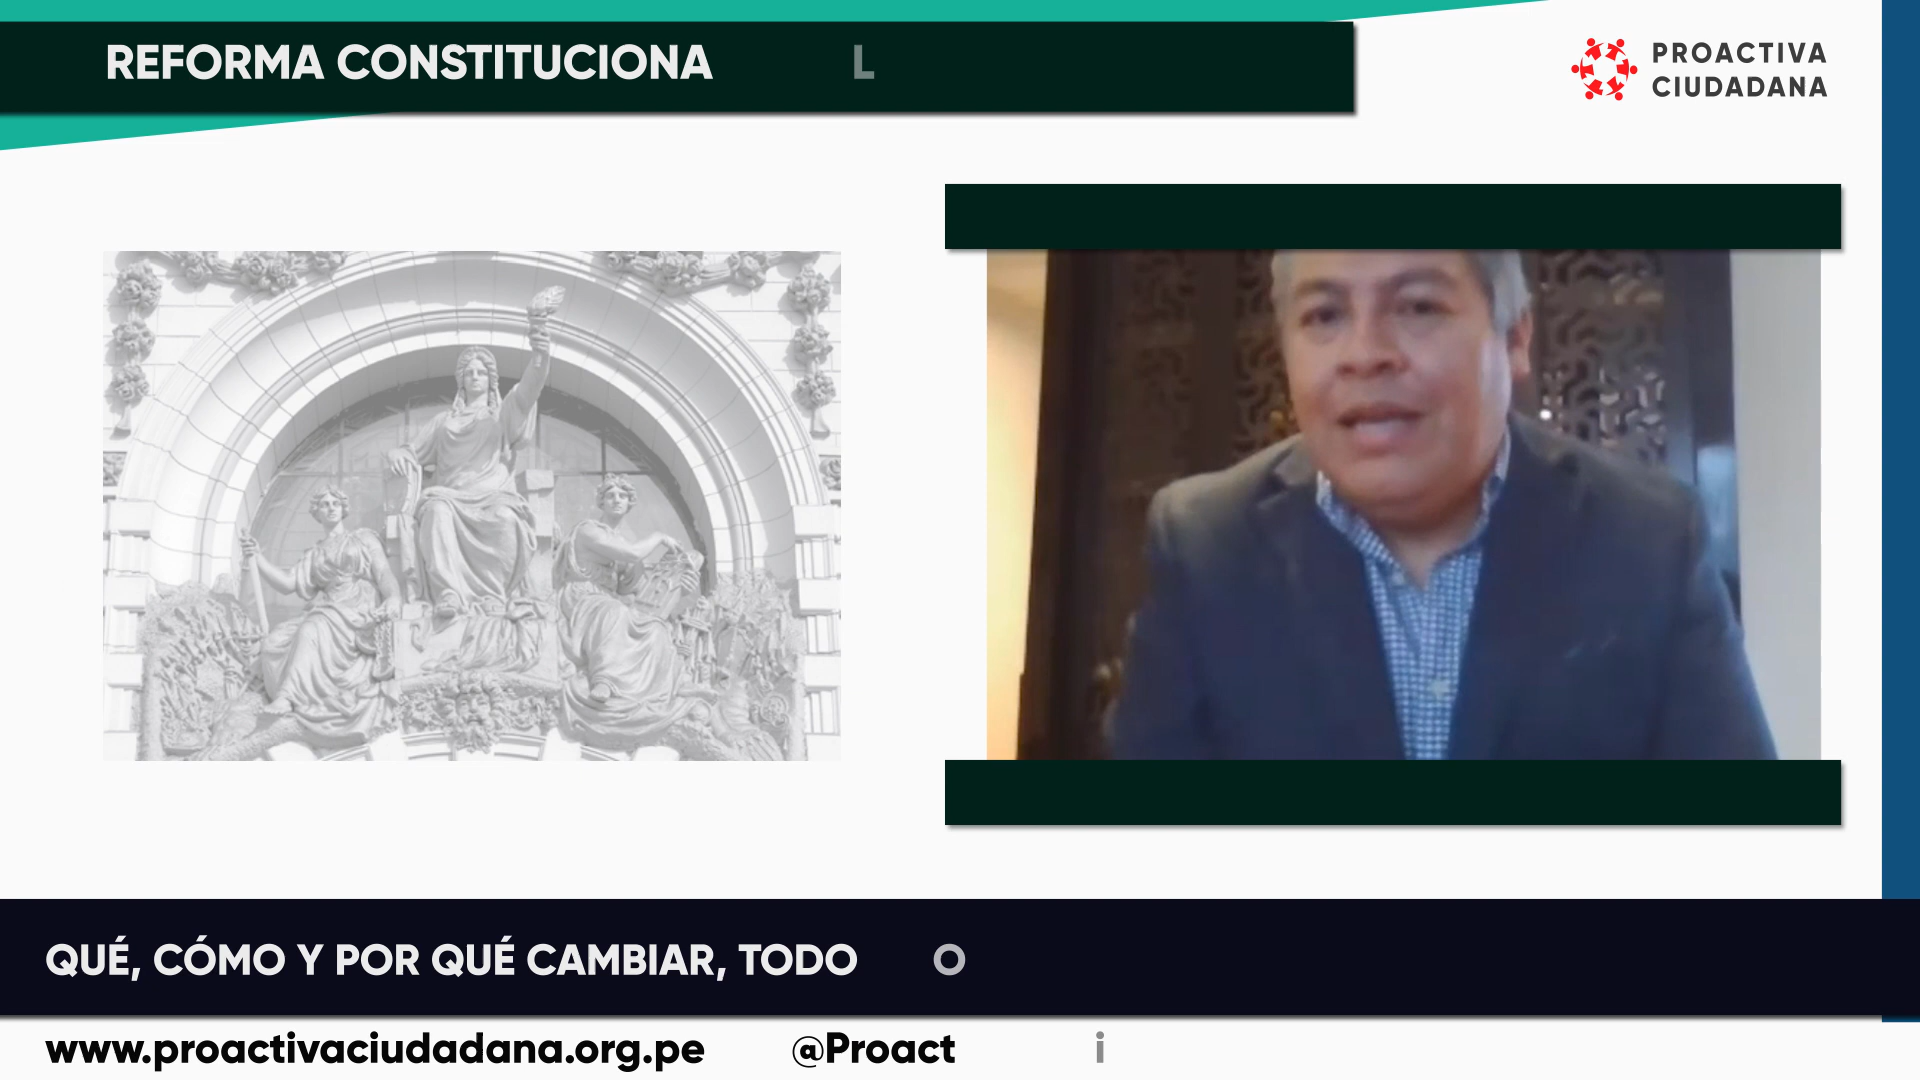 REFORMA CONSTITUCIONA L
PROACTIVA
CIUDADANA
QUÉ, CÓMO Y POR QUÉ CAMBIAR, TODO O
www.proactivaciudadana.org.pe @Proact i